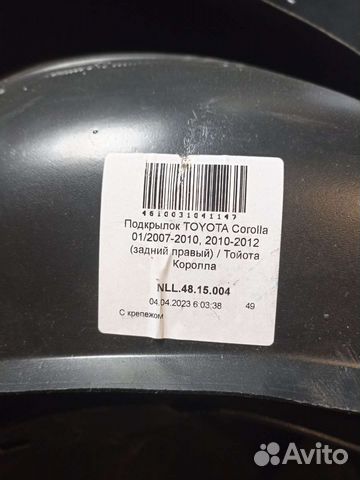 4610031041147
Подкрылок TOYOTA Corolla
01/2007-2010, 2010-2012
(задний правый) / Тойота
Королла
NLL.48.15.004
04.04.2023 6:03:38 49
С крепежом
Avito